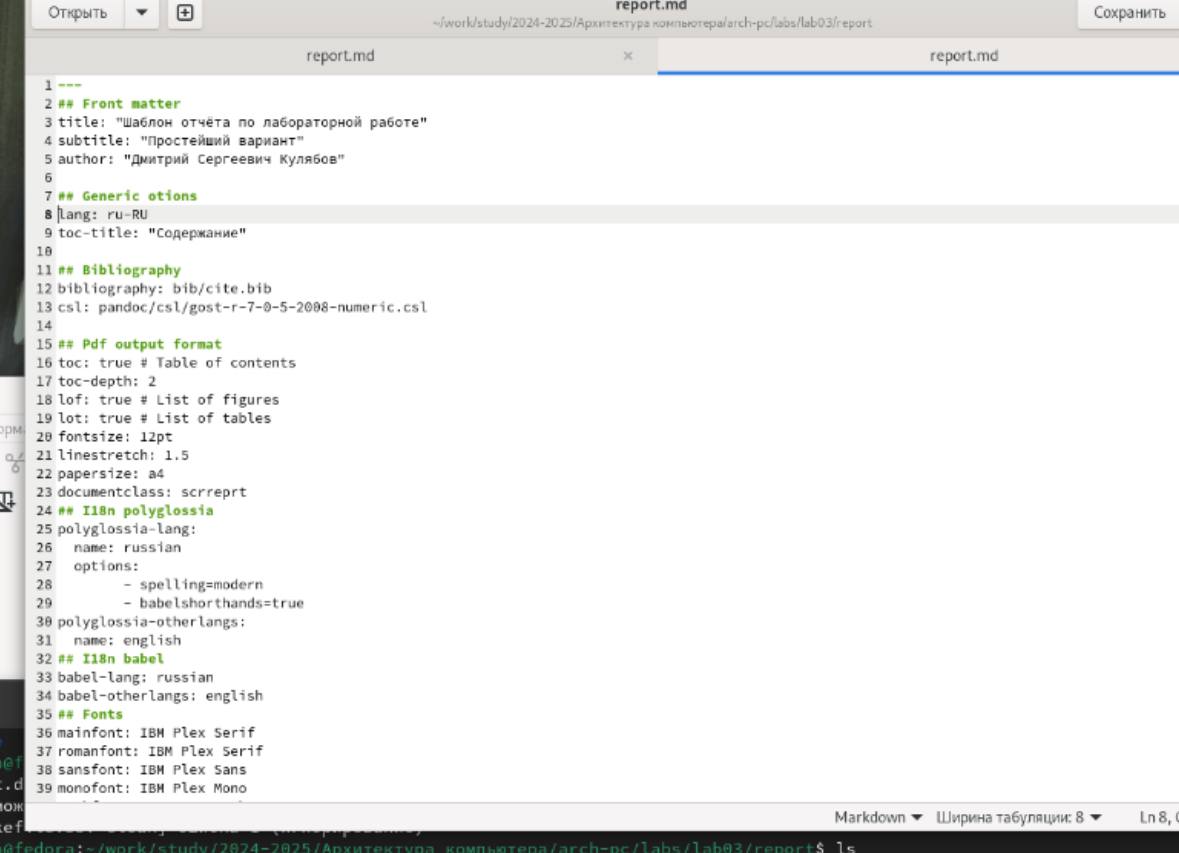 Открыть
report.md
~/work/study/2024-2025/Архитектура компьютера/arch-pc/labs/lab03/report
Сохранить
report.md ×
report.md
1 ---
2 ## Front matter
3 title: "Шаблон отчёта по лабораторной работе"
4 subtitle: "Простейший вариант"
5 author: "Дмитрий Сергеевич Кулябов"
6
7 ## Generic otions
8 lang: ru-RU
9 toc-title: "Содержание"
10
11 ## Bibliography
12 bibliography: bib/cite.bib
13 csl: pandoc/csl/gost-r-7-0-5-2008-numeric.csl
14
15 ## Pdf output format
16 toc: true # Table of contents
17 toc-depth: 2
18 lof: true # List of figures
19 lot: true # List of tables
20 fontsize: 12pt
21 linestretch: 1.5
22 papersize: a4
23 documentclass: scrreprt
24 ## I18n polyglossia
25 polyglossia-lang:
26   name: russian
27   options:
28         - spelling=modern
29         - babelshorthands=true
30 polyglossia-otherlangs:
31   name: english
32 ## I18n babel
33 babel-lang: russian
34 babel-otherlangs: english
35 ## Fonts
36 mainfont: IBM Plex Serif
37 romanfont: IBM Plex Serif
38 sansfont: IBM Plex Sans
39 monofont: IBM Plex Mono
Markdown Ширина табуляции: 8 Ln 8,
@fedora:~/work/study/2024-2025/Архитектура компьютера/arch-pc/labs/lab03/report$ ls